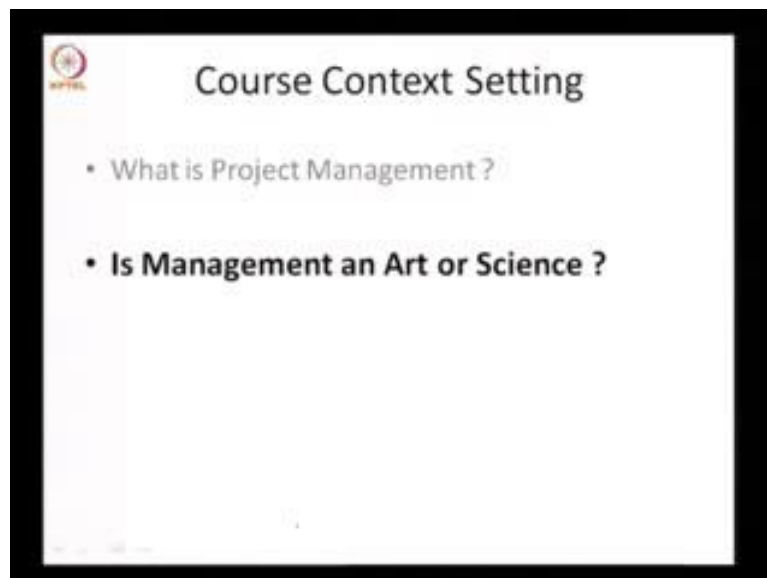 Course Context Setting
• What is Project Management ?
• Is Management an Art or Science ?